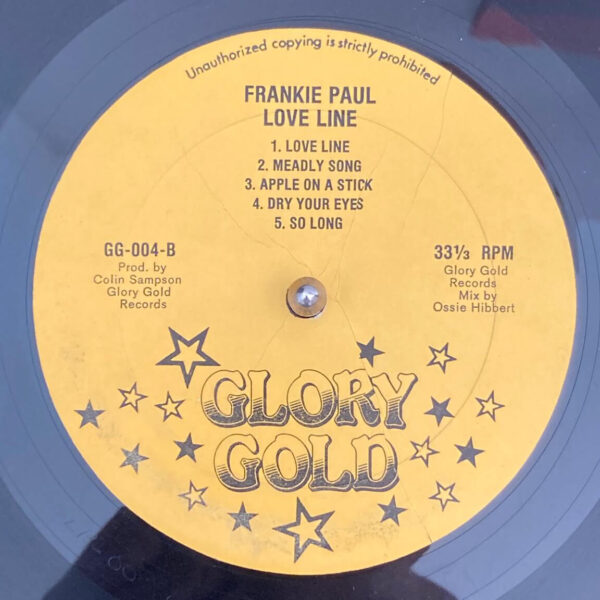 Unauthorized copying is strictly prohibited
FRANKIE PAUL
LOVE LINE
1. LOVE LINE
2. MEADLY SONG
3. APPLE ON A STICK
4. DRY YOUR EYES
5. SO LONG
GG-004-B
Prod. by
Colin Sampson
Glory Gold
Records
33⅓ RPM
Glory Gold
Records
Mix by
Ossie Hibbert
GLORY
GOLD